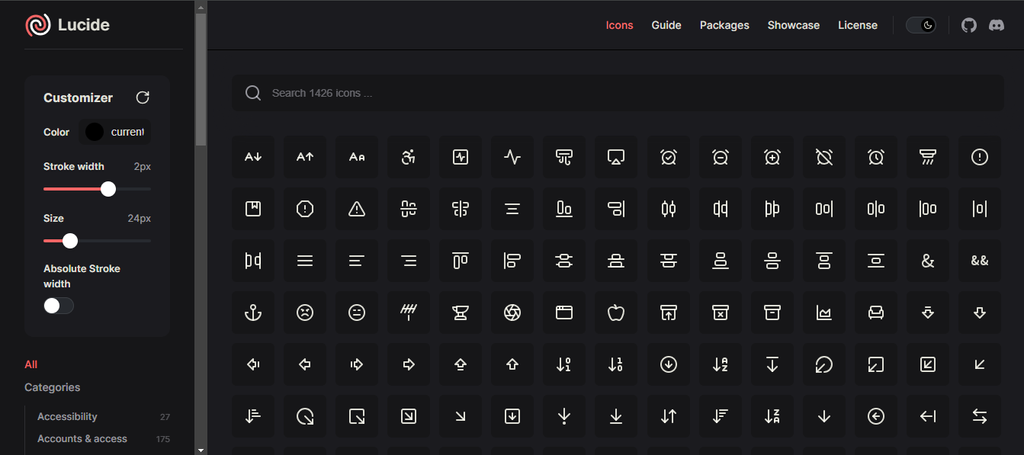 Lucide
Icons
Guide
Packages
Showcase
License
Customizer
Color
current
Stroke width
2px
Size
24px
Absolute Stroke
width
All
Categories
Accessibility
27
Accounts & access
175
Search 1426 icons ...